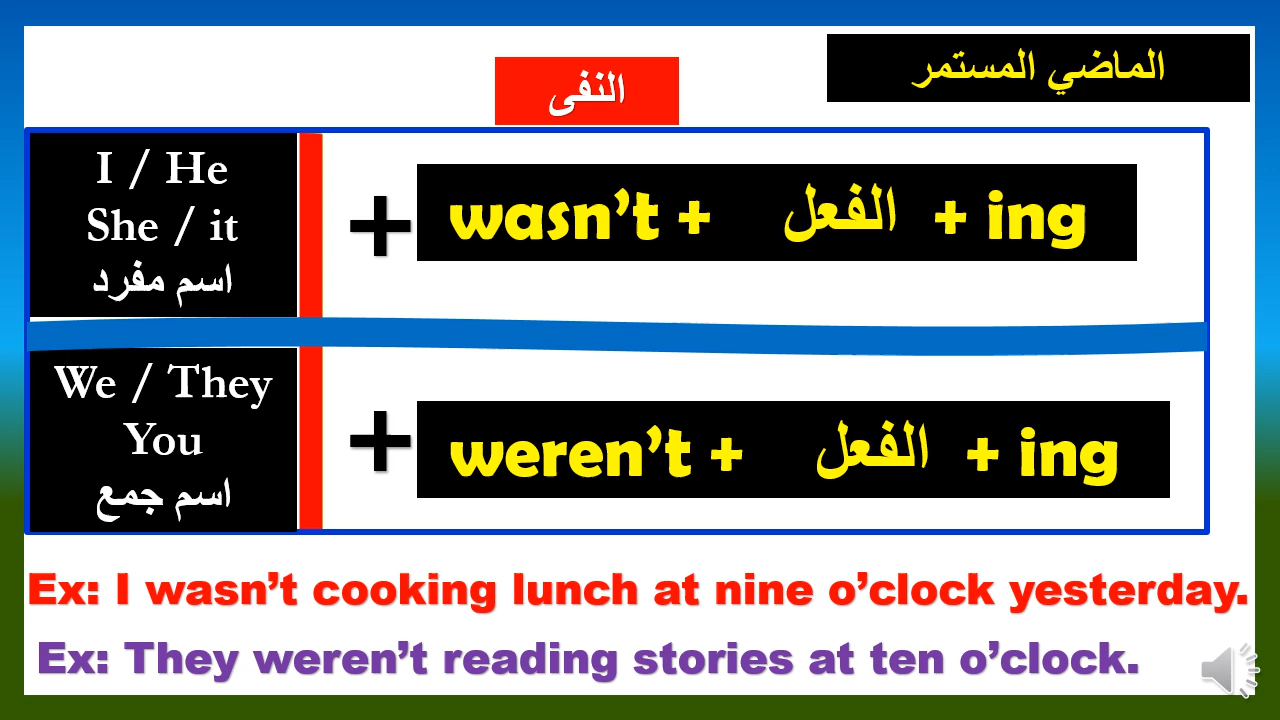 الماضي المستمر
النفى
I / He
She / it
اسم مفرد
+
wasn’t + الفعل + ing
We / They
You
اسم جمع
+
weren’t + الفعل + ing
Ex: I wasn’t cooking lunch at nine o’clock yesterday.
Ex: They weren’t reading stories at ten o’clock.